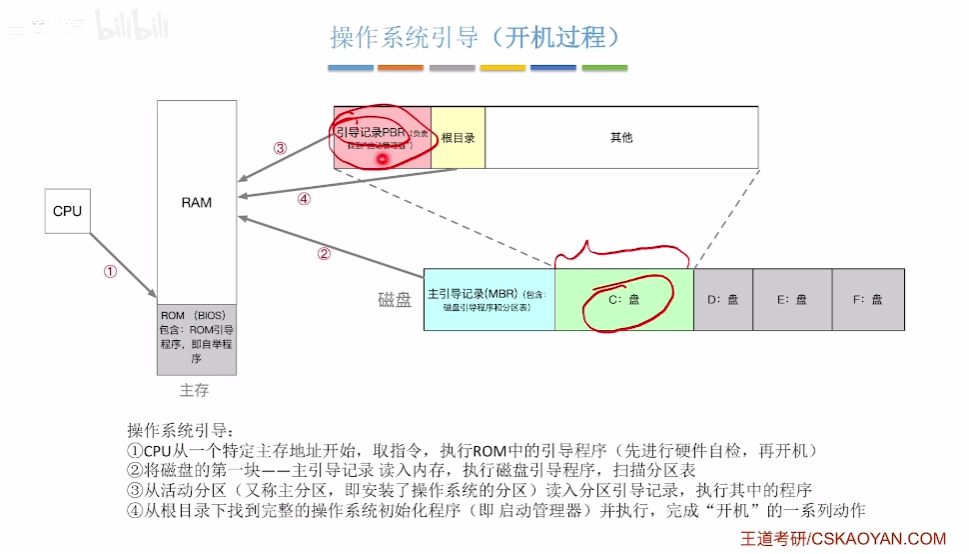 bilibili
操作系统引导（开机过程）
引导记录PBR（负责
找到“启动管理器”）
根目录
其他
③
④
CPU
RAM
①
②
磁盘
主引导记录(MBR)（包含：
磁盘引导程序和分区表）
C：盘
D：盘
E：盘
F：盘
ROM （BIOS）
包含：ROM引导
程序，即自举程
序
主存
操作系统引导：
①CPU从一个特定主存地址开始，取指令，执行ROM中的引导程序（先进行硬件自检，再开机）
②将磁盘的第一块——主引导记录 读入内存，执行磁盘引导程序，扫描分区表
③从活动分区（又称主分区，即安装了操作系统的分区）读入分区引导记录，执行其中的程序
④从根目录下找到完整的操作系统初始化程序（即 启动管理器）并执行，完成“开机”的一系列动作
王道考研/CSKAOYAN.COM